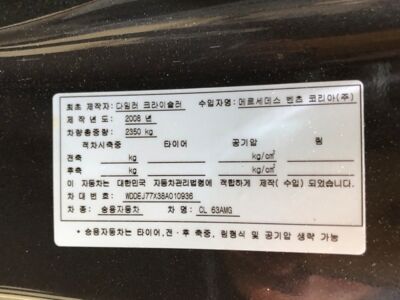 최초 제작자: 다임러 크라이슬러 수입자명: 메르세데스 벤츠 코리아(주)
제 작 년 도: 2008 년
차량총중량: 2350 kg
적차시축중 타이어 공기압 림
전축 kg kg/cm²
후축 kg kg/cm²
이 자동차는 대한민국 자동차관리법령에 적합하게 제작(수입) 되었습니다.
차 대 번 호: WDDEJ77X38A010936
차 종: 승용자동차 차 명: CL 63AMG
* 승용자동차는 타이어,전·후 축중, 림형식 및 공기압 생략 가능